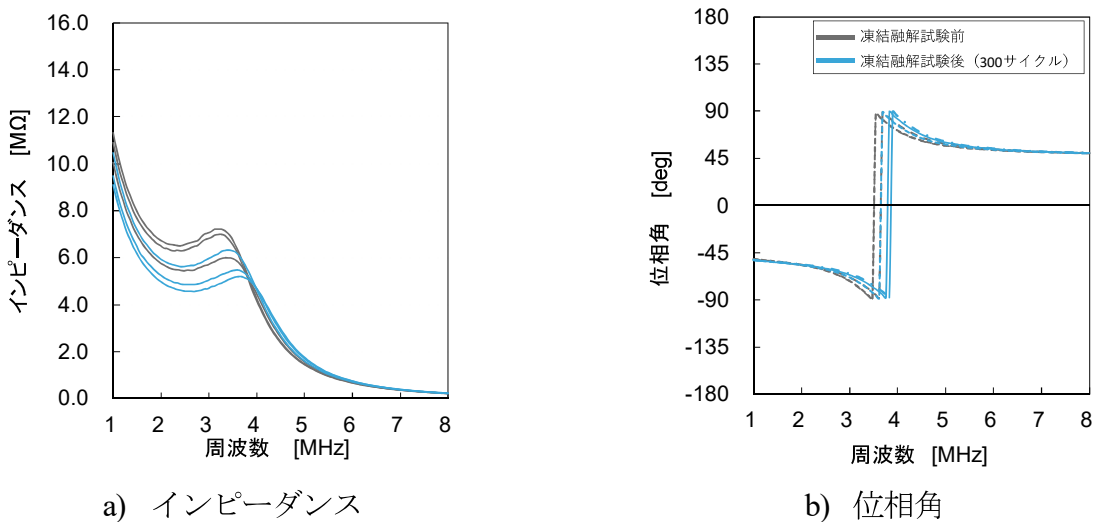 16.0
14.0
12.0
10.0
8.0
6.0
4.0
2.0
0.0
インピーダンス [MΩ]
1 2 3 4 5 6 7 8
周波数 [MHz]
a) インピーダンス
180
135
90
45
0
-45
-90
-135
-180
位相角 [deg]
凍結融解試験前
凍結融解試験後（300サイクル）
1 2 3 4 5 6 7 8
周波数 [MHz]
b) 位相角